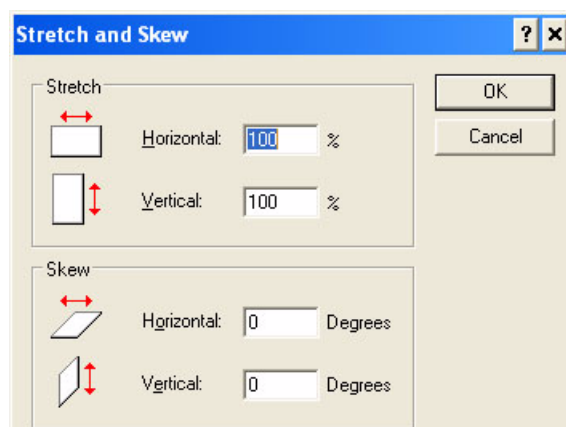 Stretch and Skew
Stretch
OK
Horizontal: 100 %
Cancel
Vertical: 100 %
Skew
Horizontal: 0 Degrees
Vertical: 0 Degrees